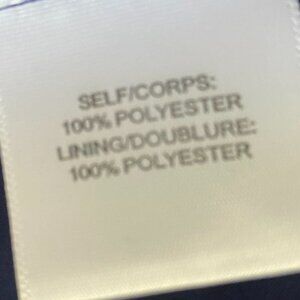 SELF/CORPS:
100% POLYESTER
LINING/DOUBLURE:
100% POLYESTER